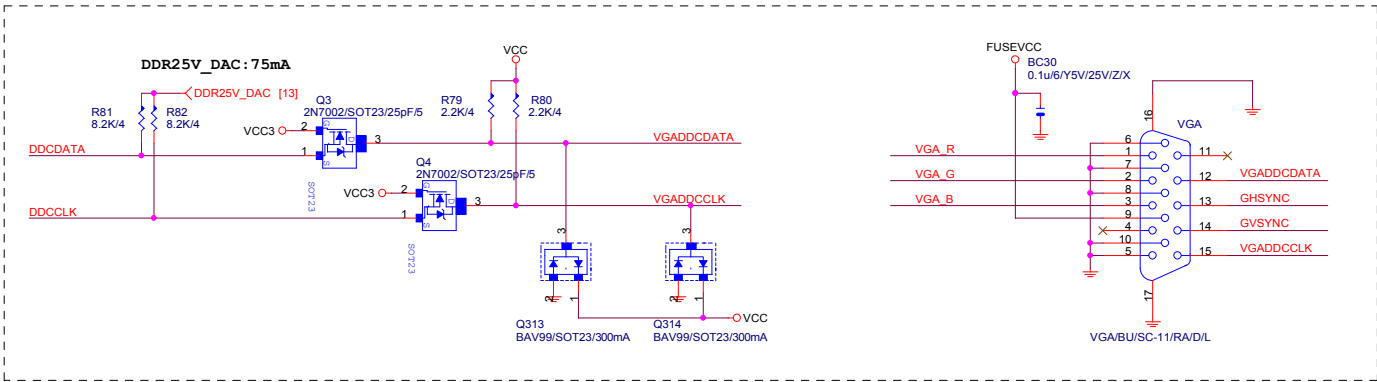 DDR25V_DAC:75mA
DDR25V_DAC [13]
R81
8.2K/4
R82
8.2K/4
Q3
2N7002/SOT23/25pF/5
VCC3
2
G
D
S
3
1
SOT23
DDCDATA
DDCCLK
Q4
2N7002/SOT23/25pF/5
VCC3
2
G
D
S
3
1
SOT23
VCC
R79
2.2K/4
R80
2.2K/4
VGADDCDATA
VGADDCCLK
3
2
1
Q313
BAV99/SOT23/300mA
3
2
1
Q314
BAV99/SOT23/300mA
VCC
FUSEVCC
BC30
0.1u/6/Y5V/25V/Z/X
VGA_R
VGA_G
VGA_B
16
VGA
6
1
7
2
8
3
9
4
10
5
11
12
13
14
15
17
VGADDCDATA
GHSYNC
GVSYNC
VGADDCCLK
VGA/BU/SC-11/RA/D/L